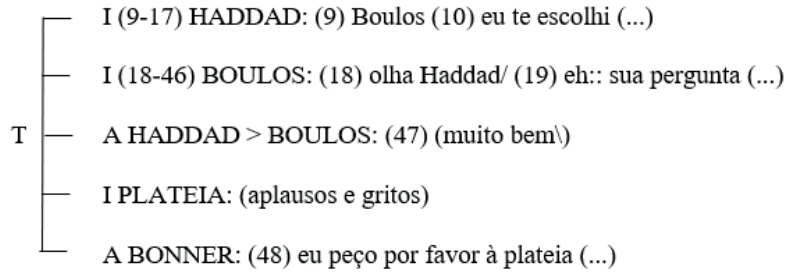 I (9-17) HADDAD: (9) Boulos (10) eu te escolhi (...)
I (18-46) BOULOS: (18) olha Haddad/ (19) eh:: sua pergunta (...)
T A HADDAD > BOULOS: (47) (muito bem\)
I PLATEIA: (aplausos e gritos)
A BONNER: (48) eu peço por favor à plateia (...)